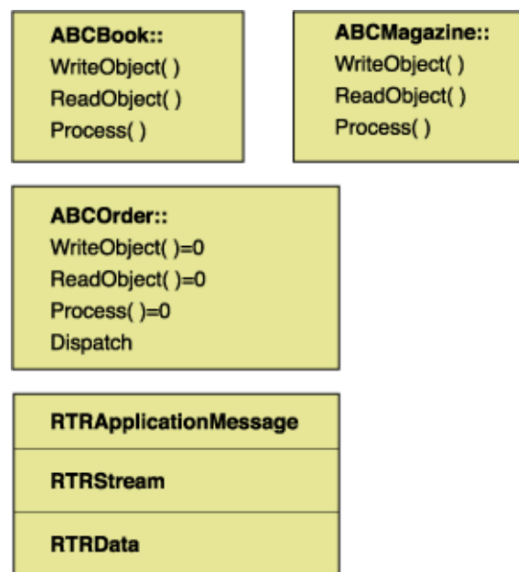 ABCBook::
WriteObject( )
ReadObject( )
Process( )
ABCMagazine::
WriteObject( )
ReadObject( )
Process( )
ABCOrder::
WriteObject( )=0
ReadObject( )=0
Process( )=0
Dispatch
RTRApplicationMessage
RTRStream
RTRData